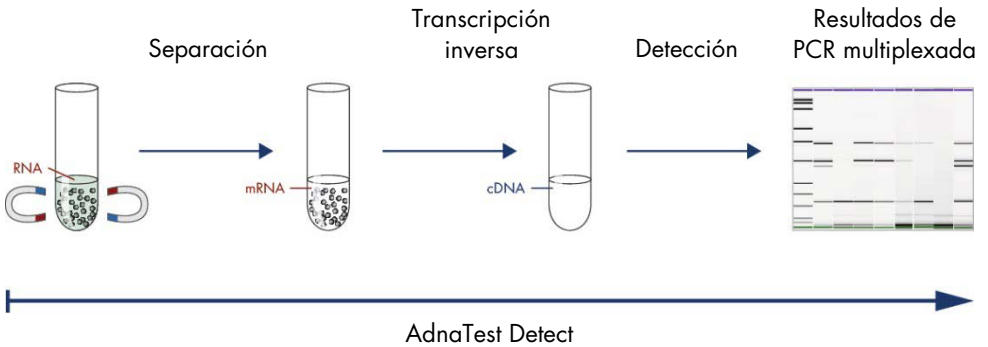 Separación
Transcripción
inversa
Detección
Resultados de
PCR multiplexada
RNA
mRNA
cDNA
AdnaTest Detect